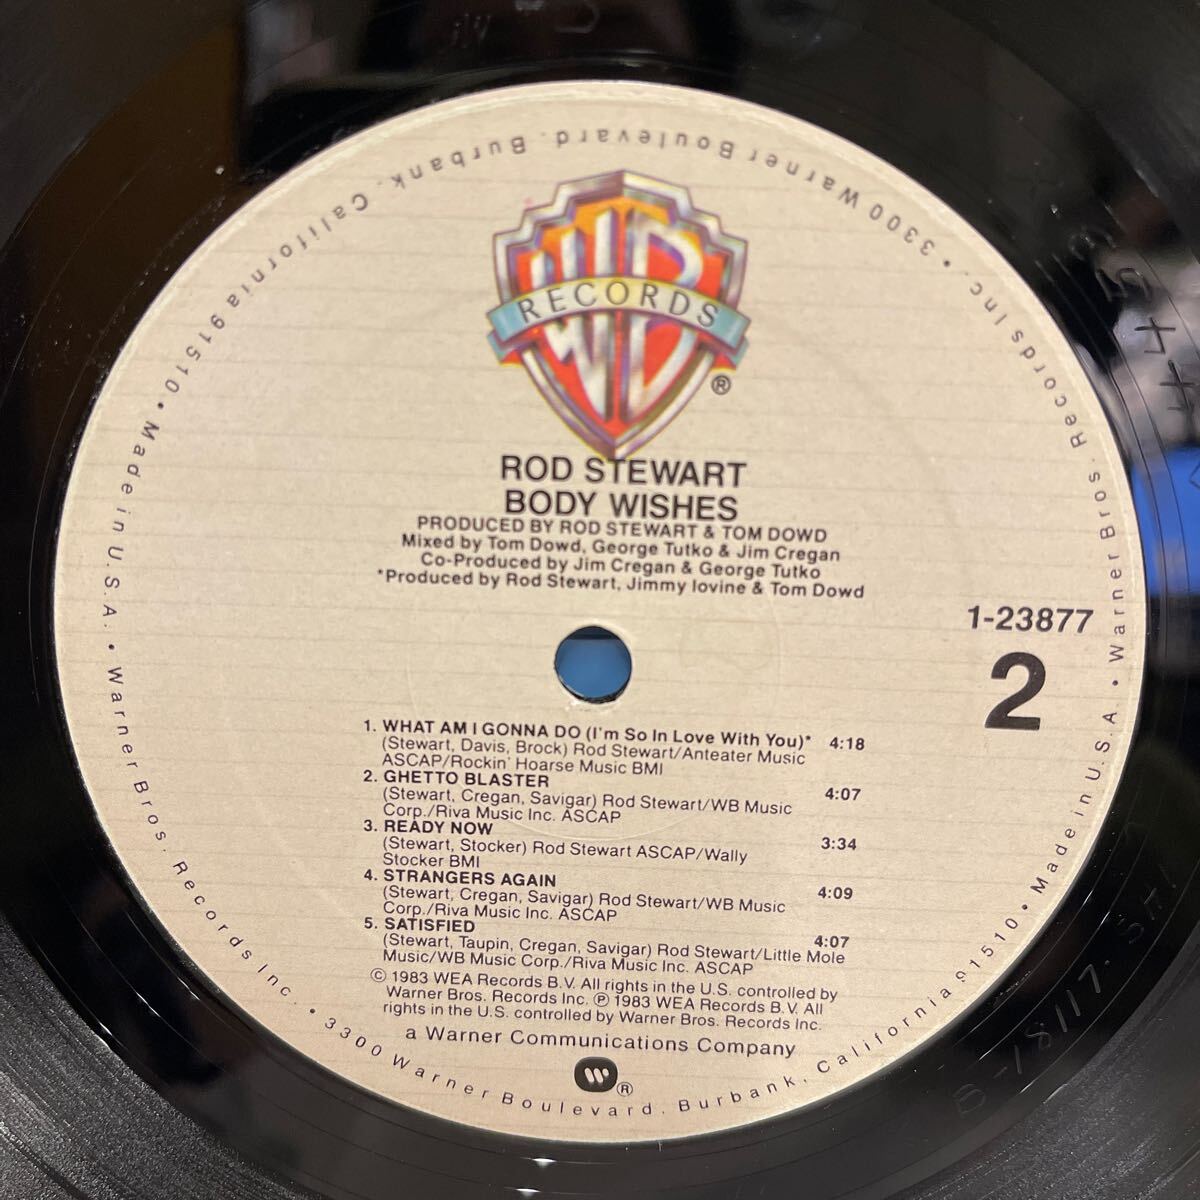 WB
RECORDS
®
ROD STEWART
BODY WISHES
PRODUCED BY ROD STEWART & TOM DOWD
Mixed by Tom Dowd, George Tutko & Jim Cregan
Co-Produced by Jim Cregan & George Tutko
*Produced by Rod Stewart, Jimmy Iovine & Tom Dowd
1-23877
2
1. WHAT AM I GONNA DO (I'm So In Love With You)* 4:18
(Stewart, Davis, Brock) Rod Stewart/Anteater Music
ASCAP/Rockin' Hoarse Music BMI
2. GHETTO BLASTER 4:07
(Stewart, Cregan, Savigar) Rod Stewart/WB Music
Corp./Riva Music Inc. ASCAP
3. READY NOW 3:34
(Stewart, Stocker) Rod Stewart ASCAP/Wally
Stocker BMI
4. STRANGERS AGAIN 4:09
(Stewart, Cregan, Savigar) Rod Stewart/WB Music
Corp./Riva Music Inc. ASCAP
5. SATISFIED 4:07
(Stewart, Taupin, Cregan, Savigar) Rod Stewart/Little Mole
Music/WB Music Corp./Riva Music Inc. ASCAP
© 1983 WEA Records B.V. All rights in the U.S. controlled by
Warner Bros. Records Inc. ℗ 1983 WEA Records B.V. All
rights in the U.S. controlled by Warner Bros. Records Inc.
a Warner Communications Company
®
• Made in U.S.A. • Warner Bros. Records Inc. • 3300 Warner Boulevard. Burbank, California 91510 • Made in U.S.A • Warner Bros. Records Inc. • 3300 Warner Boulevard. Burbank. California 91510